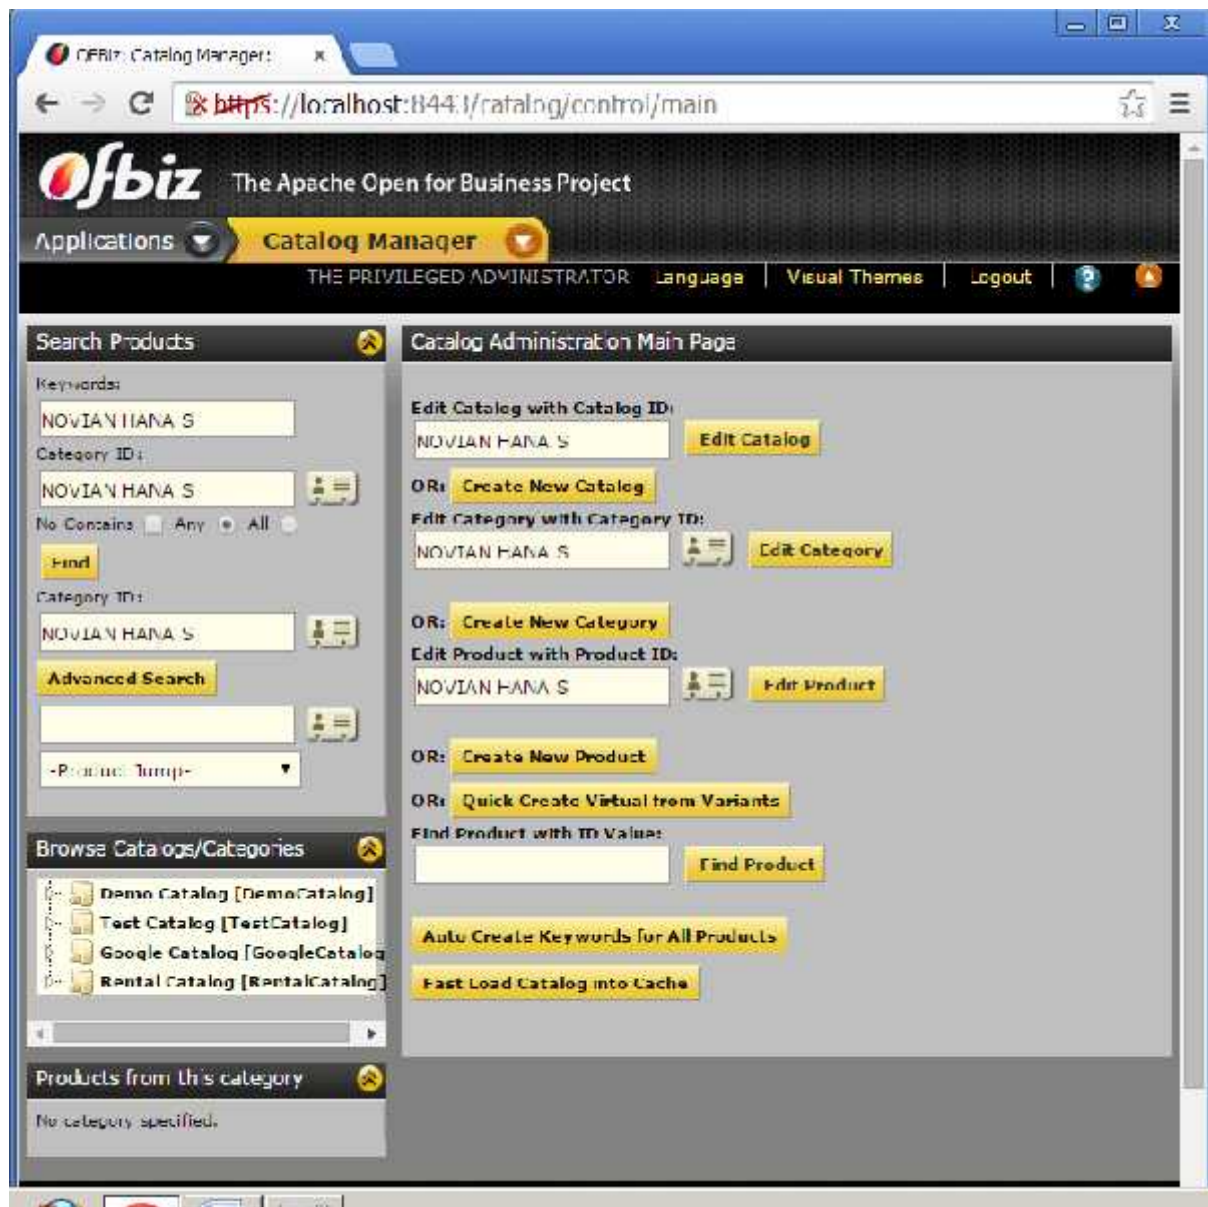 OFBiz: Catalog Manager:
https://localhost:8443/catalog/control/main
Ofbiz The Apache Open for Business Project
Applications Catalog Manager
THE PRIVILEGED ADMINISTRATOR Language Visual Themes Logout ?
Search Products
Keywords:
NOVIAN HANA S
Category ID:
NOVIAN HANA S
No Contains Any All
Find
Category ID:
NOVIAN HANA S
Advanced Search
-Product Jump-
Browse Catalogs/Categories
Demo Catalog [DemoCatalog]
Test Catalog [TestCatalog]
Google Catalog [GoogleCatalog
Rental Catalog [RentalCatalog]
Products from this category
No category specified.
Catalog Administration Main Page
Edit Catalog with Catalog ID:
NOVIAN HANA S Edit Catalog
OR: Create New Catalog
Edit Category with Category ID:
NOVIAN HANA S Edit Category
OR: Create New Category
Edit Product with Product ID:
NOVIAN HANA S Edit Product
OR: Create New Product
OR: Quick Create Virtual from Variants
Find Product with ID Value:
Find Product
Auto Create Keywords for All Products
Fast Load Catalog into Cache